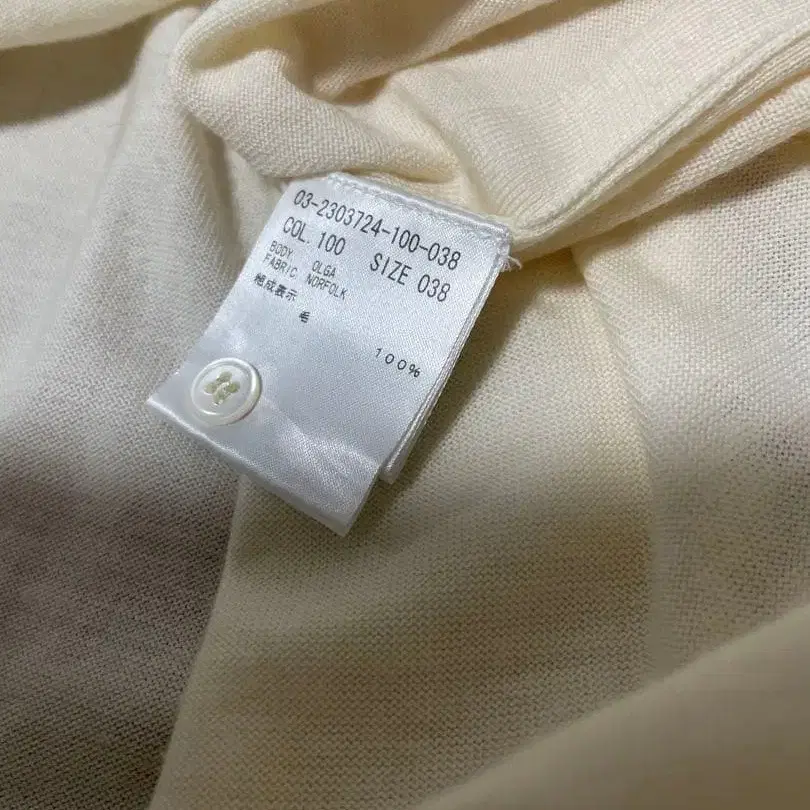 03-2303724-100-038
COL. 100 SIZE 038
BODY OLGA
FABRIC NORFOLK
組成表示
毛 100%